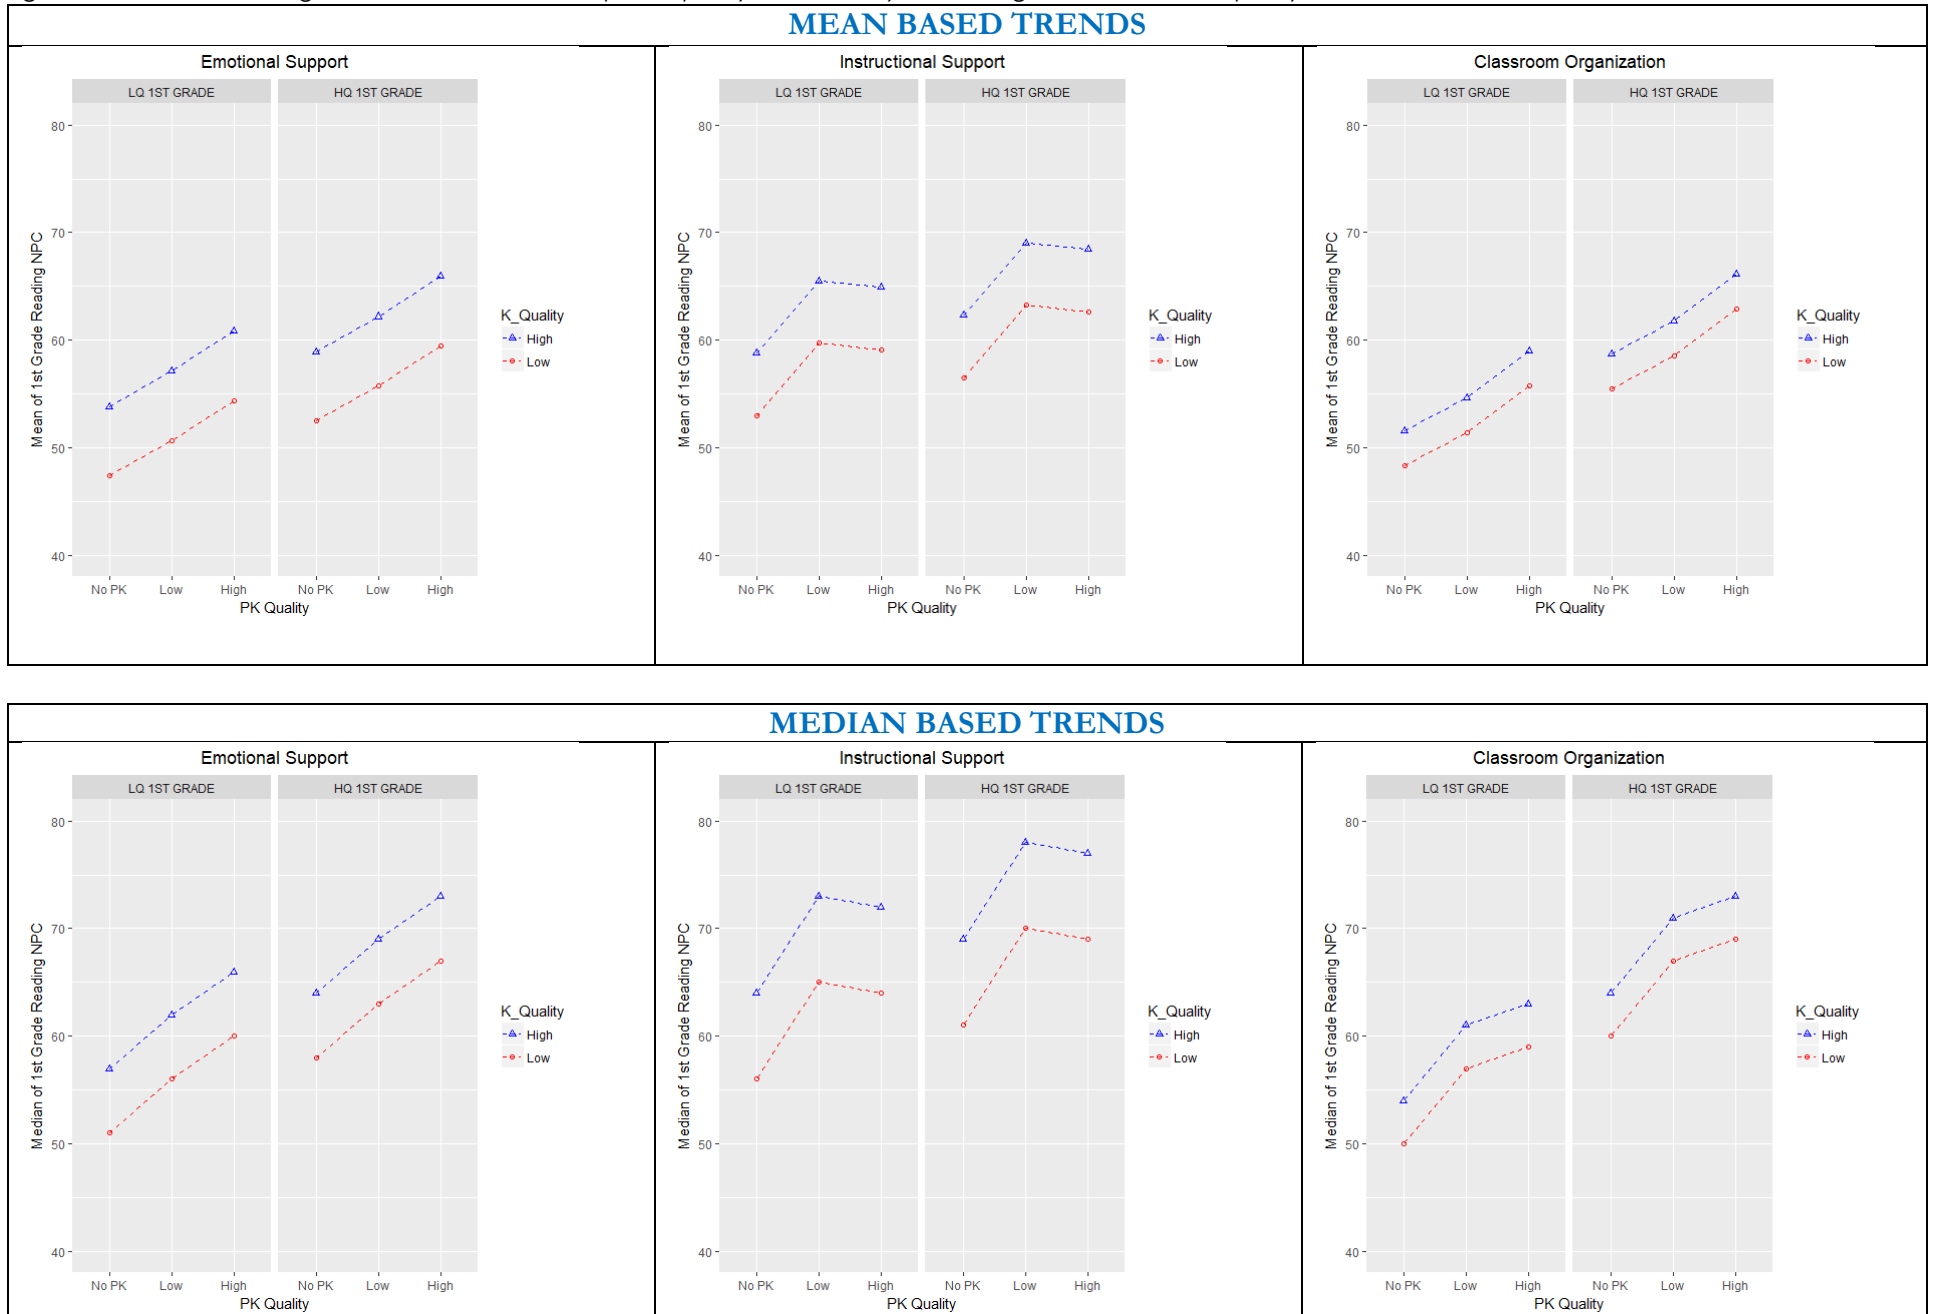 MEAN BASED TRENDS
Emotional Support
LQ 1ST GRADE HQ 1ST GRADE
Mean of 1st Grade Reading NPC
80
70
60
50
40
No PK Low High No PK Low High
PK Quality
K_Quality
High
Low
Instructional Support
LQ 1ST GRADE HQ 1ST GRADE
Mean of 1st Grade Reading NPC
80
70
60
50
40
No PK Low High No PK Low High
PK Quality
K_Quality
High
Low
Classroom Organization
LQ 1ST GRADE HQ 1ST GRADE
Mean of 1st Grade Reading NPC
80
70
60
50
40
No PK Low High No PK Low High
PK Quality
K_Quality
High
Low
MEDIAN BASED TRENDS
Emotional Support
LQ 1ST GRADE HQ 1ST GRADE
Median of 1st Grade Reading NPC
80
70
60
50
40
No PK Low High No PK Low High
PK Quality
K_Quality
High
Low
Instructional Support
LQ 1ST GRADE HQ 1ST GRADE
Median of 1st Grade Reading NPC
80
70
60
50
40
No PK Low High No PK Low High
PK Quality
K_Quality
High
Low
Classroom Organization
LQ 1ST GRADE HQ 1ST GRADE
Median of 1st Grade Reading NPC
80
70
60
50
40
No PK Low High No PK Low High
PK Quality
K_Quality
High
Low